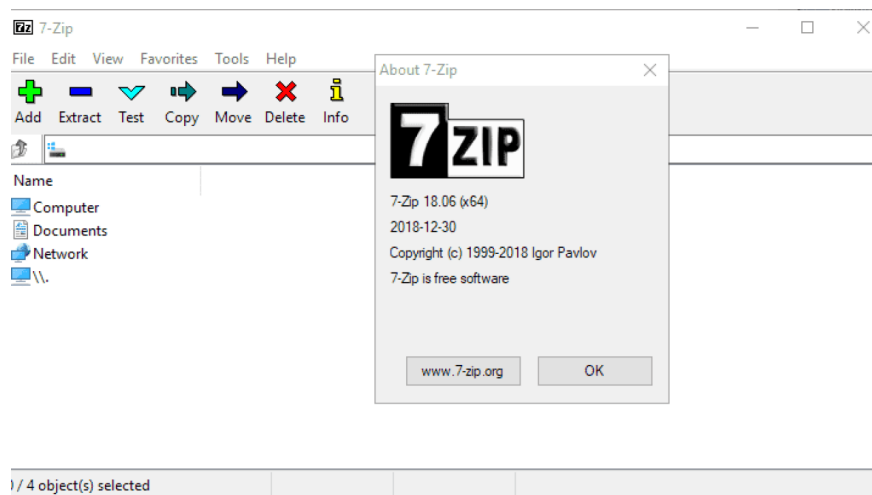 7z 7-Zip
File Edit View Favorites Tools Help
Add Extract Test Copy Move Delete Info
Name
Computer
Documents
Network
\\.
/ 4 object(s) selected
About 7-Zip
7ZIP
7-Zip 18.06 (x64)
2018-12-30
Copyright (c) 1999-2018 Igor Pavlov
7-Zip is free software
www.7-zip.org OK